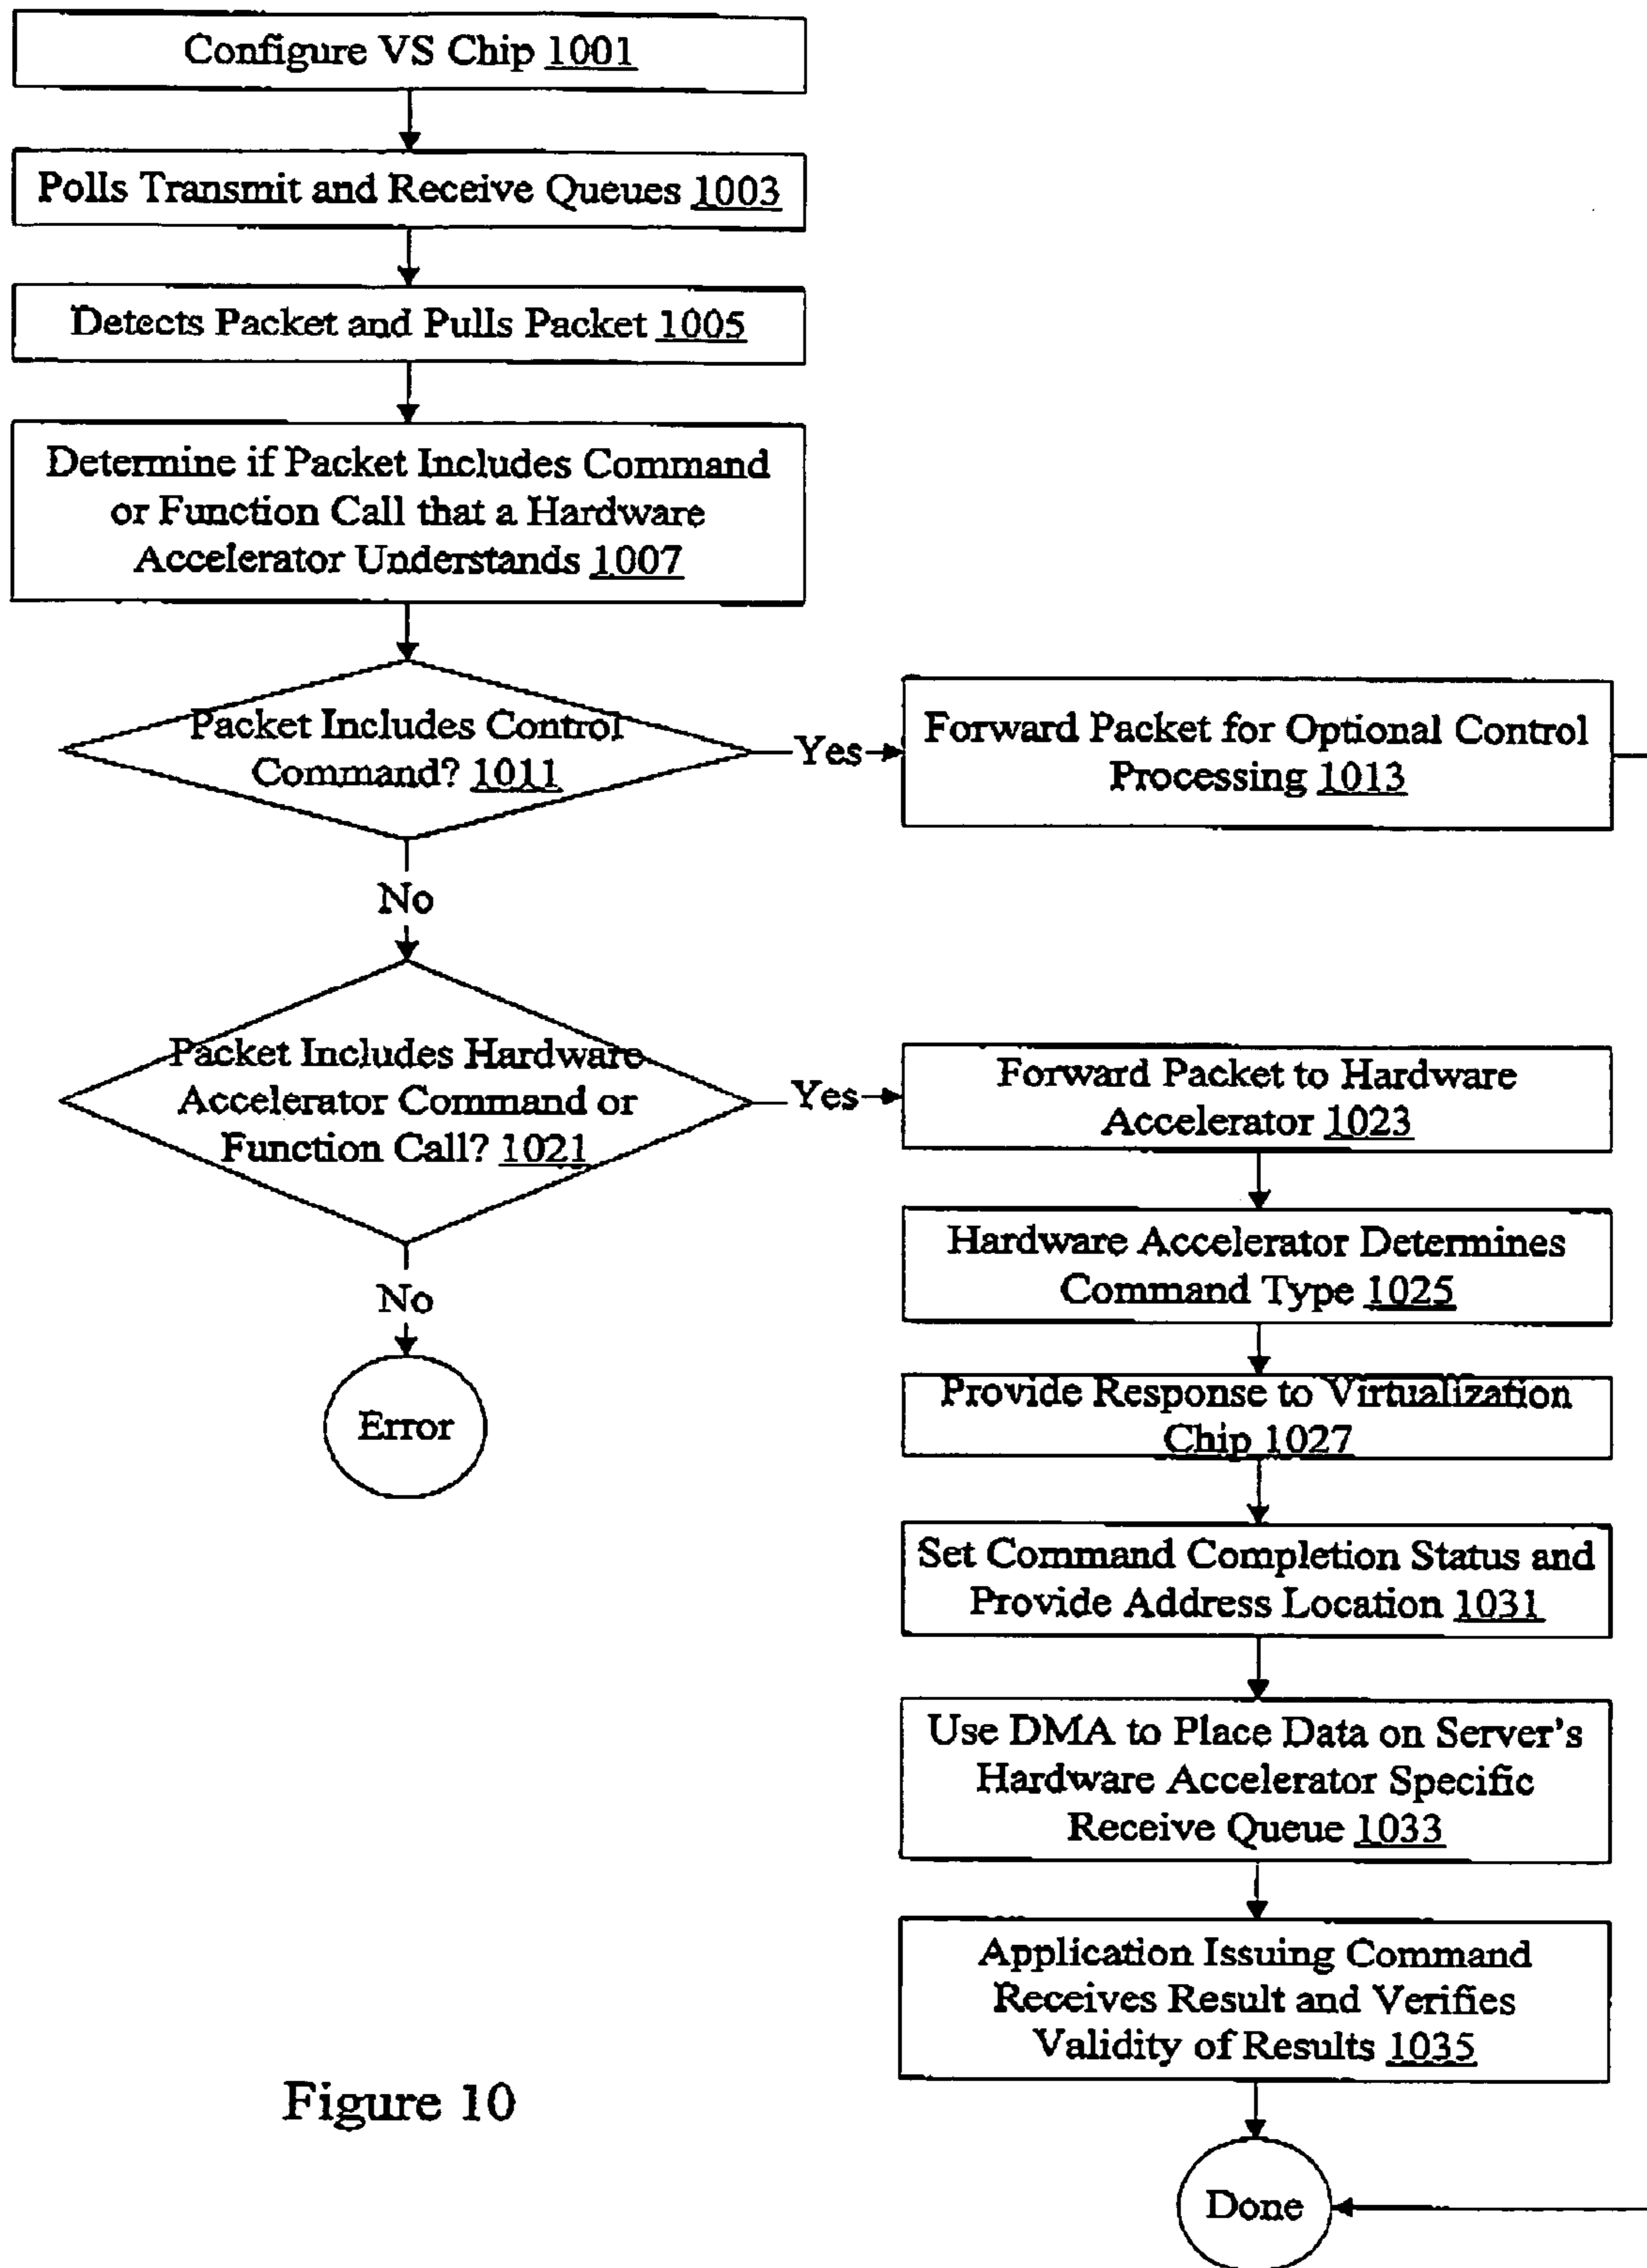 Configure VS Chip 1001
Polls Transmit and Receive Queues 1003
Detects Packet and Pulls Packet 1005
Determine if Packet Includes Command
or Function Call that a Hardware
Accelerator Understands 1007
Packet Includes Control
Command? 1011
Yes
Forward Packet for Optional Control
Processing 1013
No
Packet Includes Hardware
Accelerator Command or
Function Call? 1021
Yes
Forward Packet to Hardware
Accelerator 1023
Hardware Accelerator Determines
Command Type 1025
No
Error
Provide Response to Virtualization
Chip 1027
Set Command Completion Status and
Provide Address Location 1031
Use DMA to Place Data on Server's
Hardware Accelerator Specific
Receive Queue 1033
Application Issuing Command
Receives Result and Verifies
Validity of Results 1035
Done
Figure 10